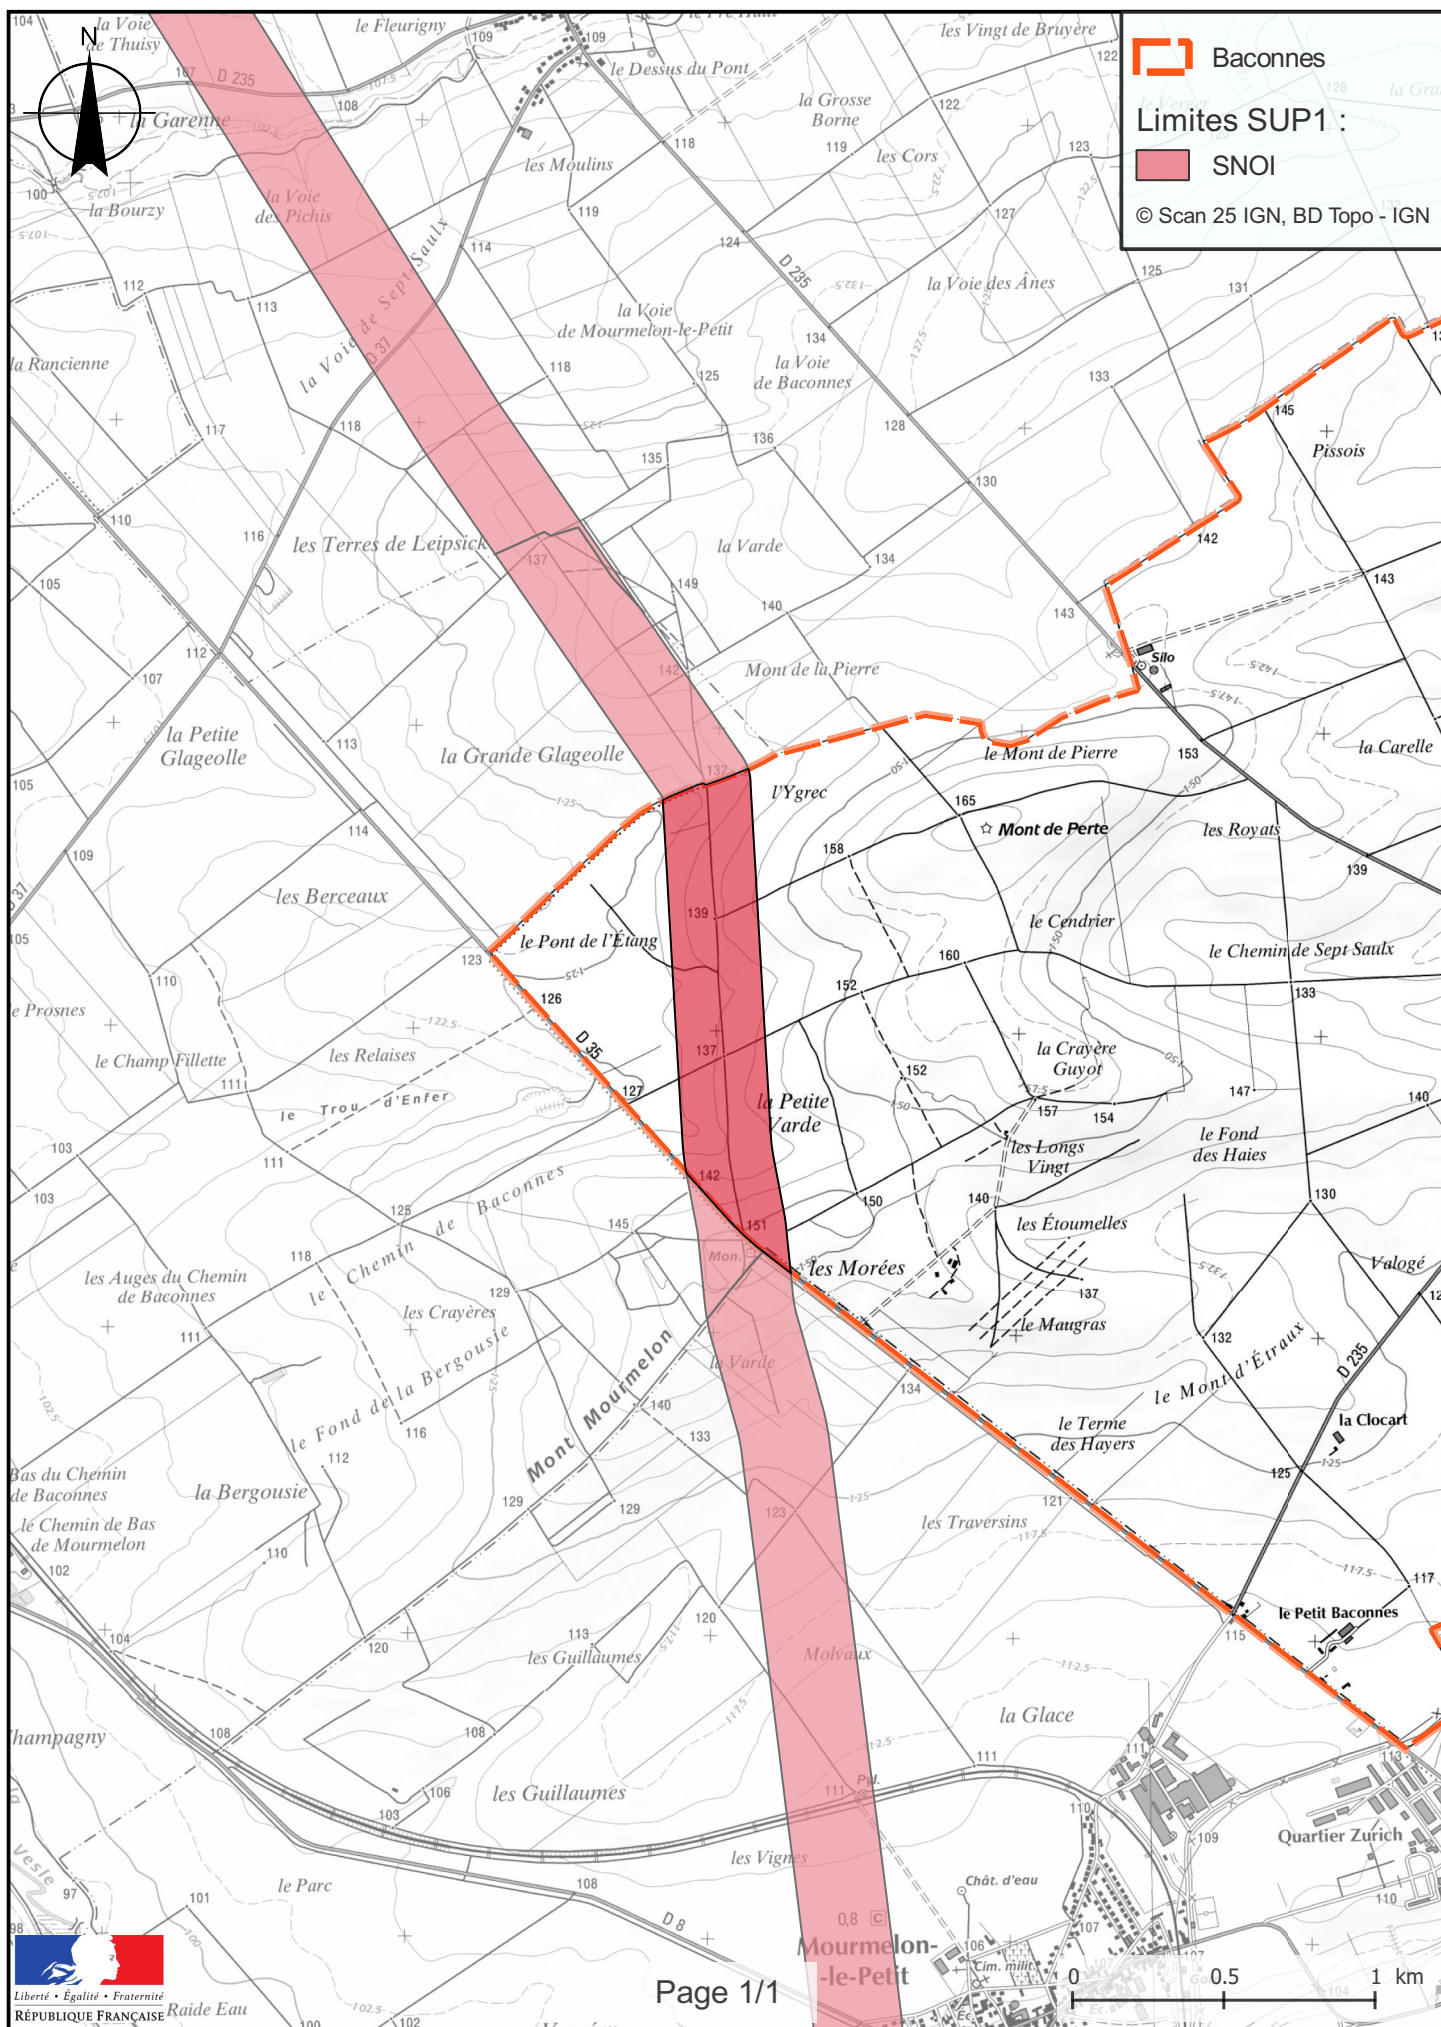 Baconnes
Limites SUP1 :
SNOI
© Scan 25 IGN, BD Topo - IGN
N
la Voie
de Thuisy
le Fleurigny
les Vingt de Bruyère
le Dessus du Pont
D 235
la Garenne
la Grosse
Borne
les Cors
les Moulins
la Bourzy
la Voie
des Pichis
la Voie de Sept-Saulx
D 37
D 235
la Voie des Ânes
la Voie
de Mourmelon-le-Petit
la Rancienne
la Voie
de Baconnes
Pissois
les Terres de Leipsick
la Varde
Silo
Mont de la Pierre
la Petite
Glageolle
la Grande Glageolle
le Mont de Pierre
la Carelle
l'Ygrec
Mont de Perte
les Royats
D 37
les Berceaux
le Pont de l'Étang
le Cendrier
le Chemin de Sept Saulx
e Prosnes
le Champ Fillette
les Relaises
D 35
la Crayère
Guyot
le Trou d'Enfer
la Petite
Varde
les Longs
Vingt
le Fond
des Haies
le Chemin de Baconnes
les Étoumelles
Mon.
les Morées
Valogé
les Auges du Chemin
de Baconnes
les Crayères
le Maugras
la Varde
le Mont d'Étraux
D 235
le Fond de la Bergousie
Mont Mourmelon
le Terme
des Hayers
la Clocart
Bas du Chemin
de Baconnes
la Bergousie
le Chemin de Bas
de Mourmelon
les Traversins
le Petit Baconnes
les Guillaumes
Molvaux
la Glace
hampagny
Pyl.
les Guillaumes
Quartier Zurich
Vesle
les Vignes
le Parc
Chât. d'eau
D 8
0,8 C
Mourmelon-
-le-Petit
Cim. milit.
Éc.
Liberté • Égalité • Fraternité
RÉPUBLIQUE FRANÇAISE
Raide Eau
Page 1/1
0 0.5 1 km